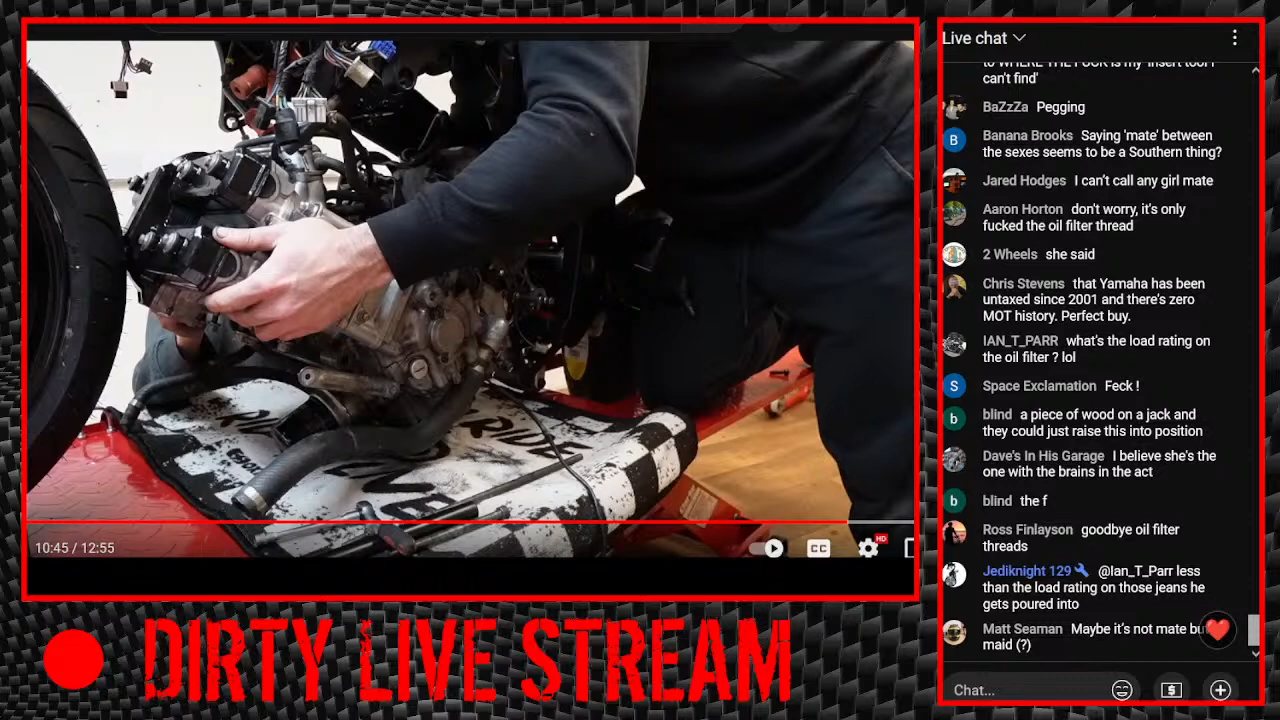 Live chat
to WHERE THE FUCK is my 'insert tool I
can't find'
BaZzZa Pegging
B
Banana Brooks Saying 'mate' between
the sexes seems to be a Southern thing?
Jared Hodges I can't call any girl mate
Aaron Horton don't worry, it's only
fucked the oil filter thread
2 Wheels she said
Chris Stevens that Yamaha has been
untaxed since 2001 and there's zero
MOT history. Perfect buy.
IAN_T_PARR what's the load rating on
the oil filter ? lol
S
Space Exclamation Feck !
b
blind a piece of wood on a jack and
they could just raise this into position
Dave's In His Garage I believe she's the
one with the brains in the act
b
blind the f
Ross Finlayson goodbye oil filter
threads
Jediknight 129 @Ian_T_Parr less
than the load rating on those jeans he
gets poured into
Matt Seaman Maybe it's not mate but
maid (?)
Chat...
$
RIDE
10:45 / 12:55
CC
HD
DIRTY LIVE STREAM